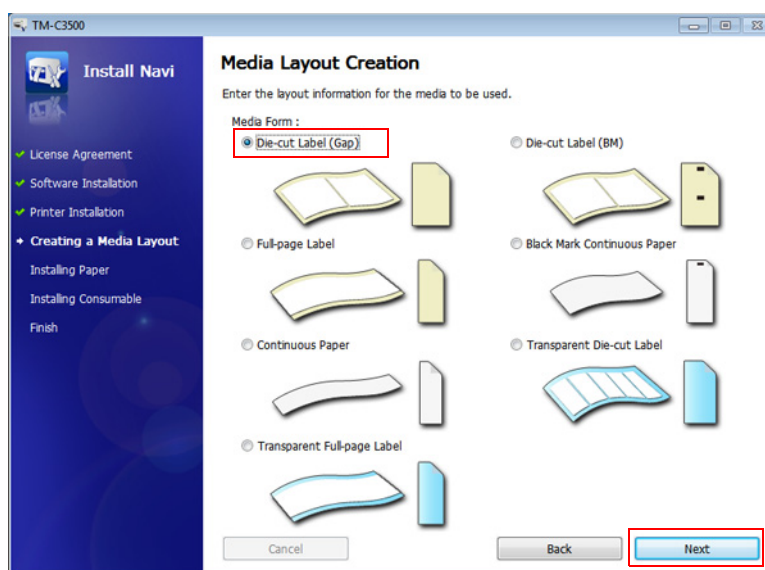 TM-C3500
Install Navi
License Agreement
Software Installation
Printer Installation
Creating a Media Layout
Installing Paper
Installing Consumable
Finish
Media Layout Creation
Enter the layout information for the media to be used.
Media Form :
Die-cut Label (Gap)
Die-cut Label (BM)
Full-page Label
Black Mark Continuous Paper
Continuous Paper
Transparent Die-cut Label
Transparent Full-page Label
Cancel
Back
Next